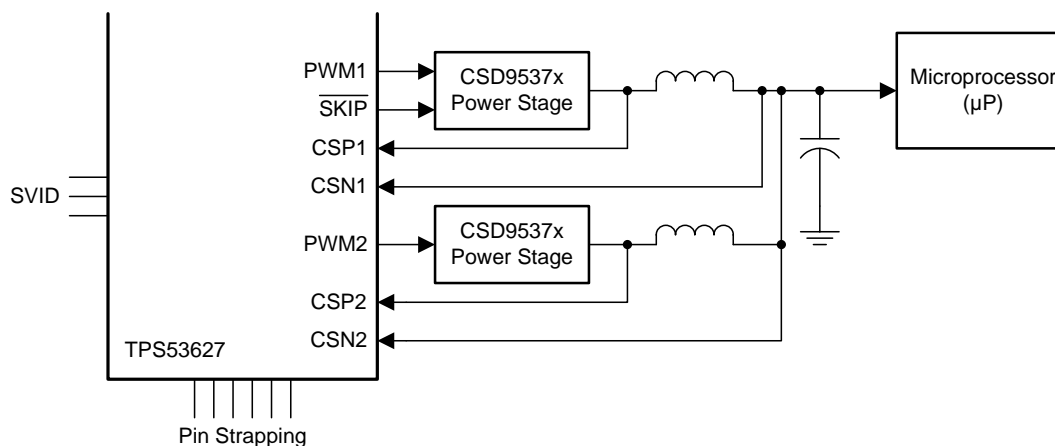 PWM1
SKIP
CSP1
CSN1
CSD9537x
Power Stage
Microprocessor
(µP)
SVID
PWM2
CSD9537x
Power Stage
CSP2
CSN2
TPS53627
Pin Strapping